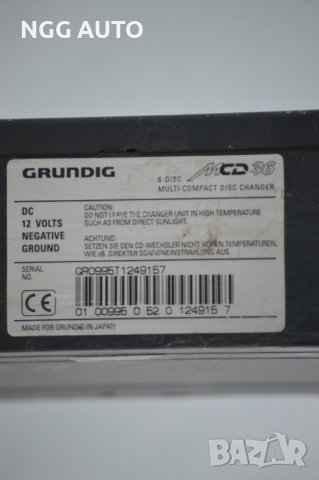 NGG AUTO
GRUNDIG
6-DISC MCD-36
MULTI COMPACT DISC CHANGER
DC
12 VOLTS
NEGATIVE
GROUND
CAUTION:
DO NOT LEAVE THE CHANGER UNIT IN HIGH TEMPERATURE
SUCH AS FROM DIRECT SUNLIGHT.
ACHTUNG:
SETZEN SIE DEN CD-WECHSLER NICHT HOHEN TEMPERATUREN,
WIE zB. DIREKTER SONNENEINSTRAHLUNG AUS.
SERIAL
NO.
GR0995T1249157
CE
01 00995 0 52 0 124915 7
MADE FOR GRUNDIG IN JAPAN
bazar
БАЗАР